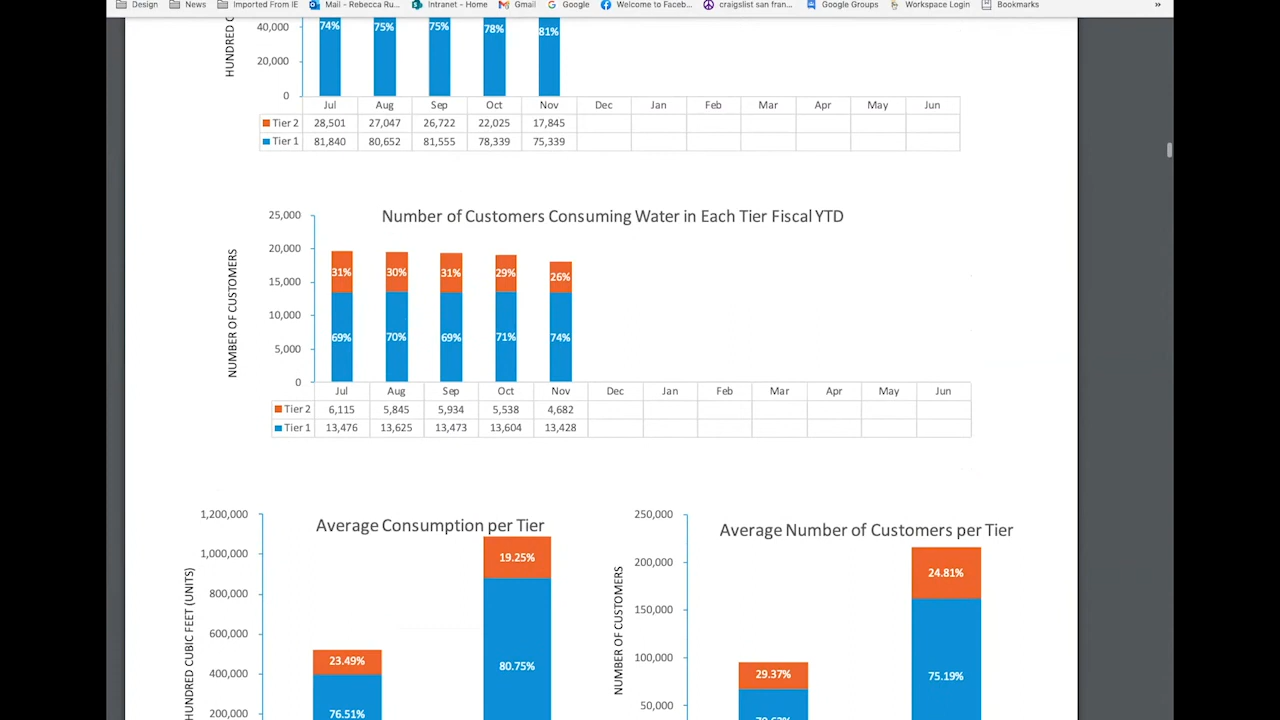 Design News Imported From IE Mail - Rebecca Ru... Intranet - Home Gmail Google Welcome to Faceb... craigslist san fran... Google Groups Workspace Login Bookmarks »
40,000
20,000
0
74% 75% 75% 78% 81%
Jul Aug Sep Oct Nov Dec Jan Feb Mar Apr May Jun
Tier 2 28,501 27,047 26,722 22,025 17,845
Tier 1 81,840 80,652 81,555 78,339 75,339
Number of Customers Consuming Water in Each Tier Fiscal YTD
NUMBER OF CUSTOMERS
25,000
20,000
15,000
10,000
5,000
0
31% 30% 31% 29% 26%
69% 70% 69% 71% 74%
Jul Aug Sep Oct Nov Dec Jan Feb Mar Apr May Jun
Tier 2 6,115 5,845 5,934 5,538 4,682
Tier 1 13,476 13,625 13,473 13,604 13,428
Average Consumption per Tier
HUNDRED CUBIC FEET (UNITS)
1,200,000
1,000,000
800,000
600,000
400,000
200,000
19.25%
23.49%
80.75%
76.51%
Average Number of Customers per Tier
NUMBER OF CUSTOMERS
250,000
200,000
150,000
100,000
50,000
24.81%
29.37%
75.19%